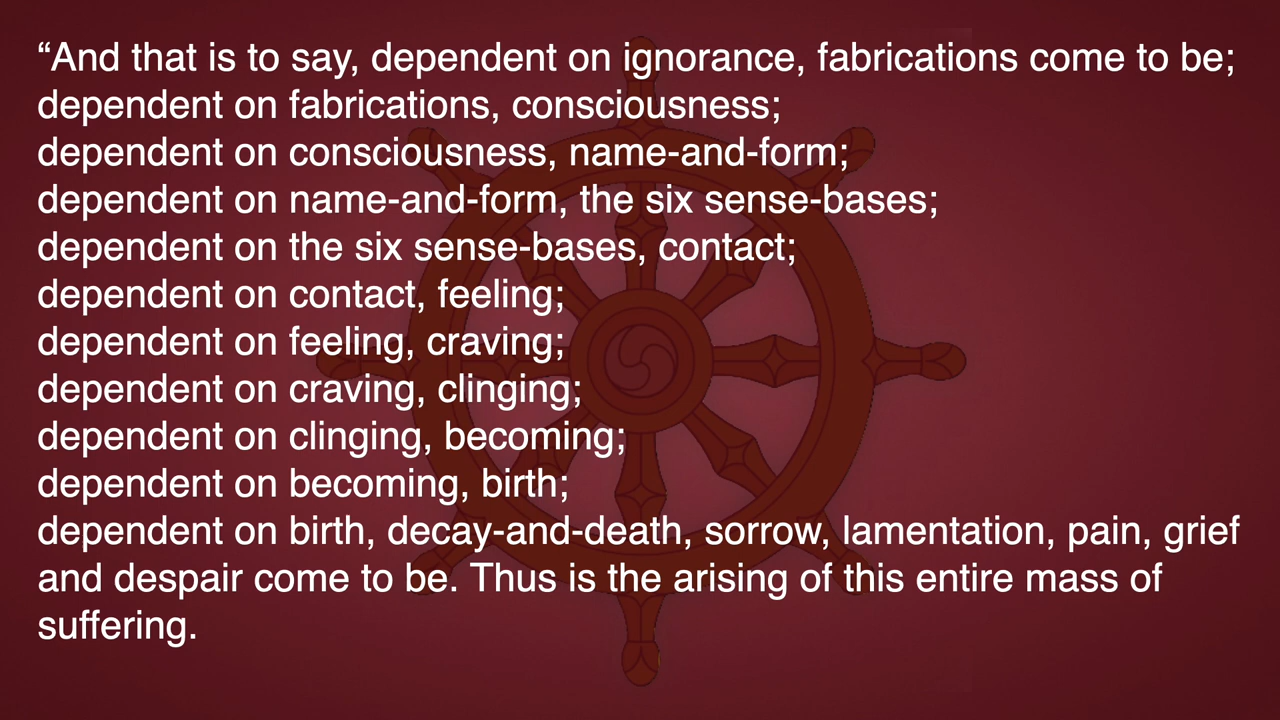 “And that is to say, dependent on ignorance, fabrications come to be;
dependent on fabrications, consciousness;
dependent on consciousness, name-and-form;
dependent on name-and-form, the six sense-bases;
dependent on the six sense-bases, contact;
dependent on contact, feeling;
dependent on feeling, craving;
dependent on craving, clinging;
dependent on clinging, becoming;
dependent on becoming, birth;
dependent on birth, decay-and-death, sorrow, lamentation, pain, grief
and despair come to be. Thus is the arising of this entire mass of
suffering.